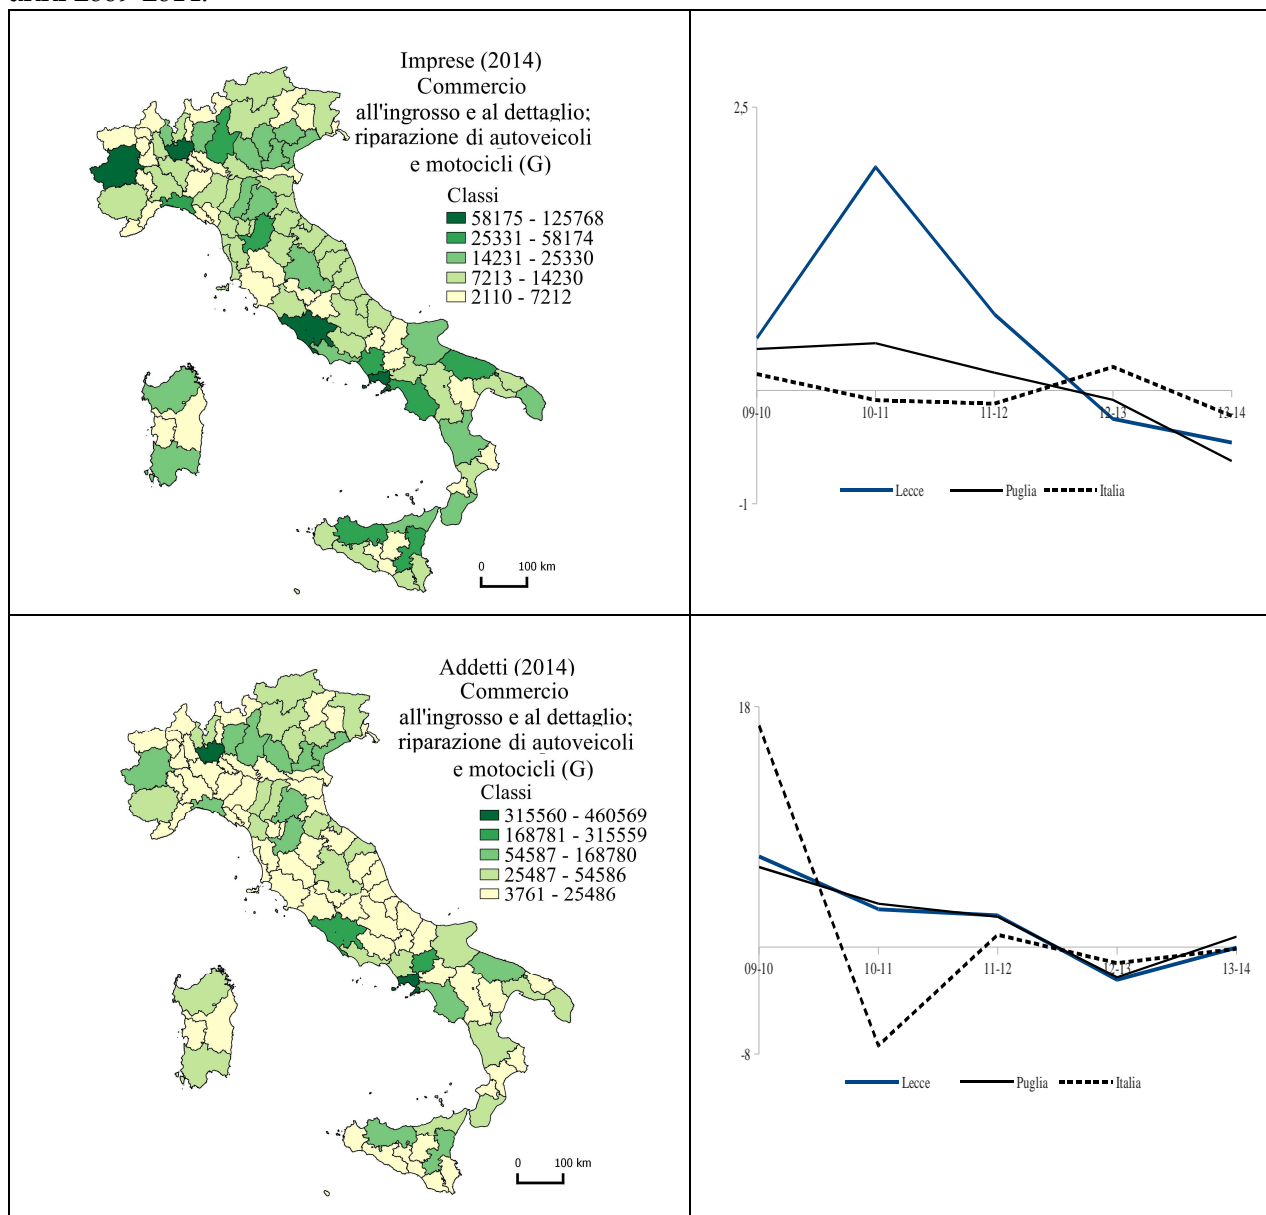 anni 2009-2014.
Imprese (2014)
Commercio
all'ingrosso e al dettaglio;
riparazione di autoveicoli
e motocicli (G)
Classi
58175 - 125768
25331 - 58174
14231 - 25330
7213 - 14230
2110 - 7212
0 100 km
2,5
09-10 10-11 11-12 12-13 13-14
Lecce Puglia Italia
-1
Addetti (2014)
Commercio
all'ingrosso e al dettaglio;
riparazione di autoveicoli
e motocicli (G)
Classi
315560 - 460569
168781 - 315559
54587 - 168780
25487 - 54586
3761 - 25486
0 100 km
18
09-10 10-11 11-12 12-13 13-14
-8
Lecce Puglia Italia